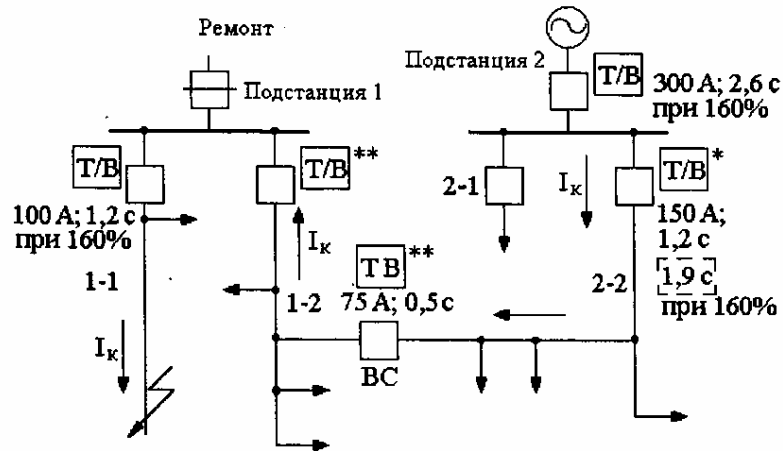 Ремонт
Подстанция 1
Подстанция 2
Т/В
300 А; 2,6 с
при 160%
Т/В
100 А; 1,2 с
при 160%
1-1
Iк
Т/В**
Iк
1-2
Т В**
75 А; 0,5 с
ВС
2-1
Iк
Т/В*
150 А;
1,2 с
1,9 с
при 160%
2-2